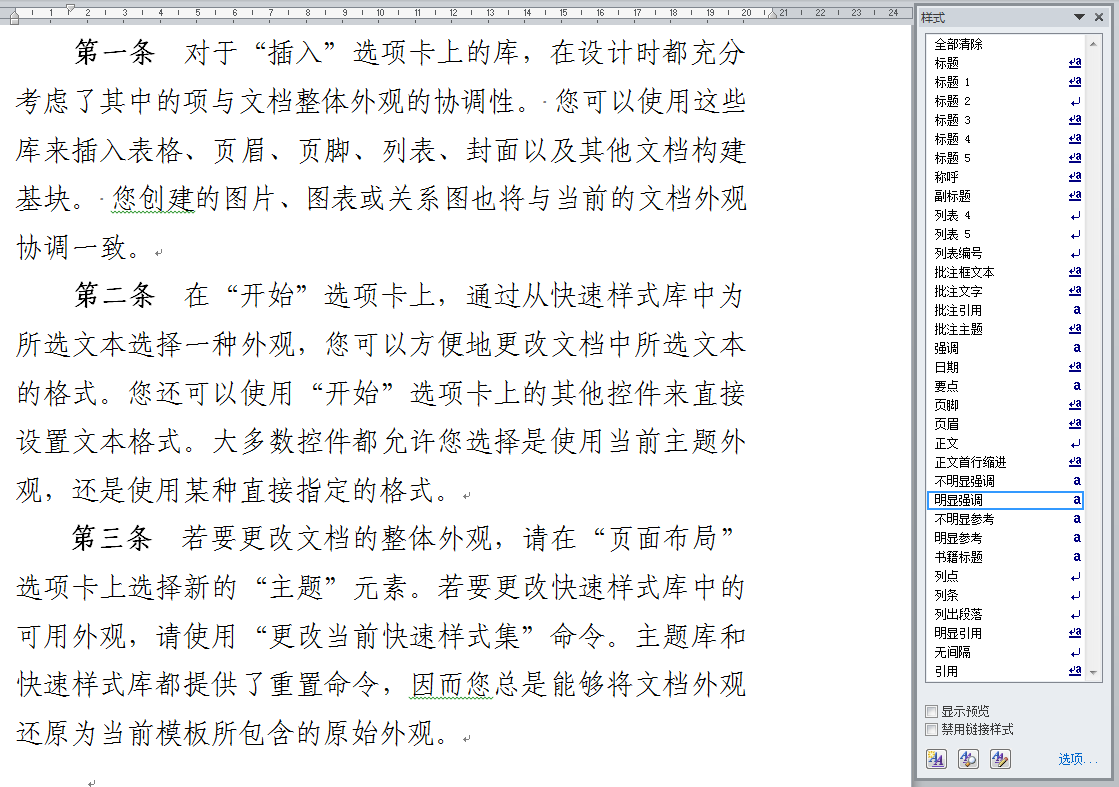 1 1 2 3 4 5 6 7 8 9 10 11 12 13 14 15 16 17 18 19 20 21 22 23 24
第一条 对于“插入”选项卡上的库，在设计时都充分
考虑了其中的项与文档整体外观的协调性。·您可以使用这些
库来插入表格、页眉、页脚、列表、封面以及其他文档构建
基块。·您创建的图片、图表或关系图也将与当前的文档外观
协调一致。↵
第二条 在“开始”选项卡上，通过从快速样式库中为
所选文本选择一种外观，您可以方便地更改文档中所选文本
的格式。您还可以使用“开始”选项卡上的其他控件来直接
设置文本格式。大多数控件都允许您选择是使用当前主题外
观，还是使用某种直接指定的格式。↵
第三条 若要更改文档的整体外观，请在“页面布局”
选项卡上选择新的“主题”元素。若要更改快速样式库中的
可用外观，请使用“更改当前快速样式集”命令。主题库和
快速样式库都提供了重置命令，因而您总是能够将文档外观
还原为当前模板所包含的原始外观。↵
↵
样式
全部清除
标题 ↵a
标题 1 ↵a
标题 2 ↵
标题 3 ↵a
标题 4 ↵a
标题 5 ↵a
称呼 ↵a
副标题 ↵a
列表 4 ↵
列表 5 ↵
列表编号 ↵
批注框文本 ↵a
批注文字 ↵a
批注引用 a
批注主题 ↵a
强调 a
日期 ↵a
要点 a
页脚 ↵a
页眉 ↵a
正文 ↵
正文首行缩进 ↵a
不明显强调 a
明显强调 a
不明显参考 a
明显参考 a
书籍标题 a
列点 ↵
列条 ↵
列出段落 ↵
明显引用 ↵a
无间隔 ↵
引用 ↵a
显示预览
禁用链接样式
选项...